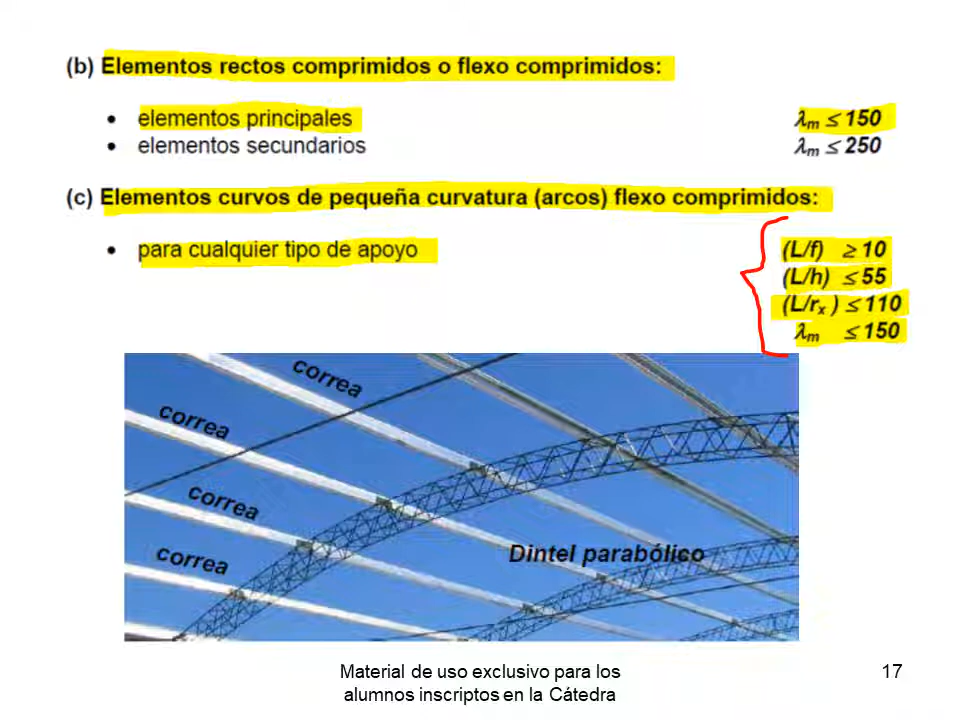 (b) Elementos rectos comprimidos o flexo comprimidos:
• elementos principales λm ≤ 150
• elementos secundarios λm ≤ 250
(c) Elementos curvos de pequeña curvatura (arcos) flexo comprimidos:
• para cualquier tipo de apoyo (L/f) ≥ 10
(L/h) ≤ 55
(L/rx ) ≤ 110
λm ≤ 150
correa
correa
correa
correa
Dintel parabólico
Material de uso exclusivo para los
alumnos inscriptos en la Cátedra
17